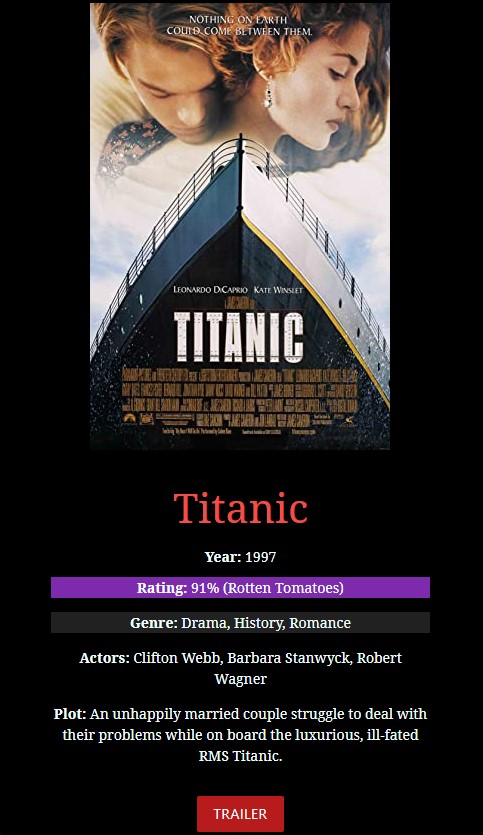 NOTHING ON EARTH
COULD COME BETWEEN THEM.
LEONARDO DICAPRIO KATE WINSLET
TITANIC
Titanic
Year: 1997
Rating: 91% (Rotten Tomatoes)
Genre: Drama, History, Romance
Actors: Clifton Webb, Barbara Stanwyck, Robert
Wagner
Plot: An unhappily married couple struggle to deal with
their problems while on board the luxurious, ill-fated
RMS Titanic.
TRAILER